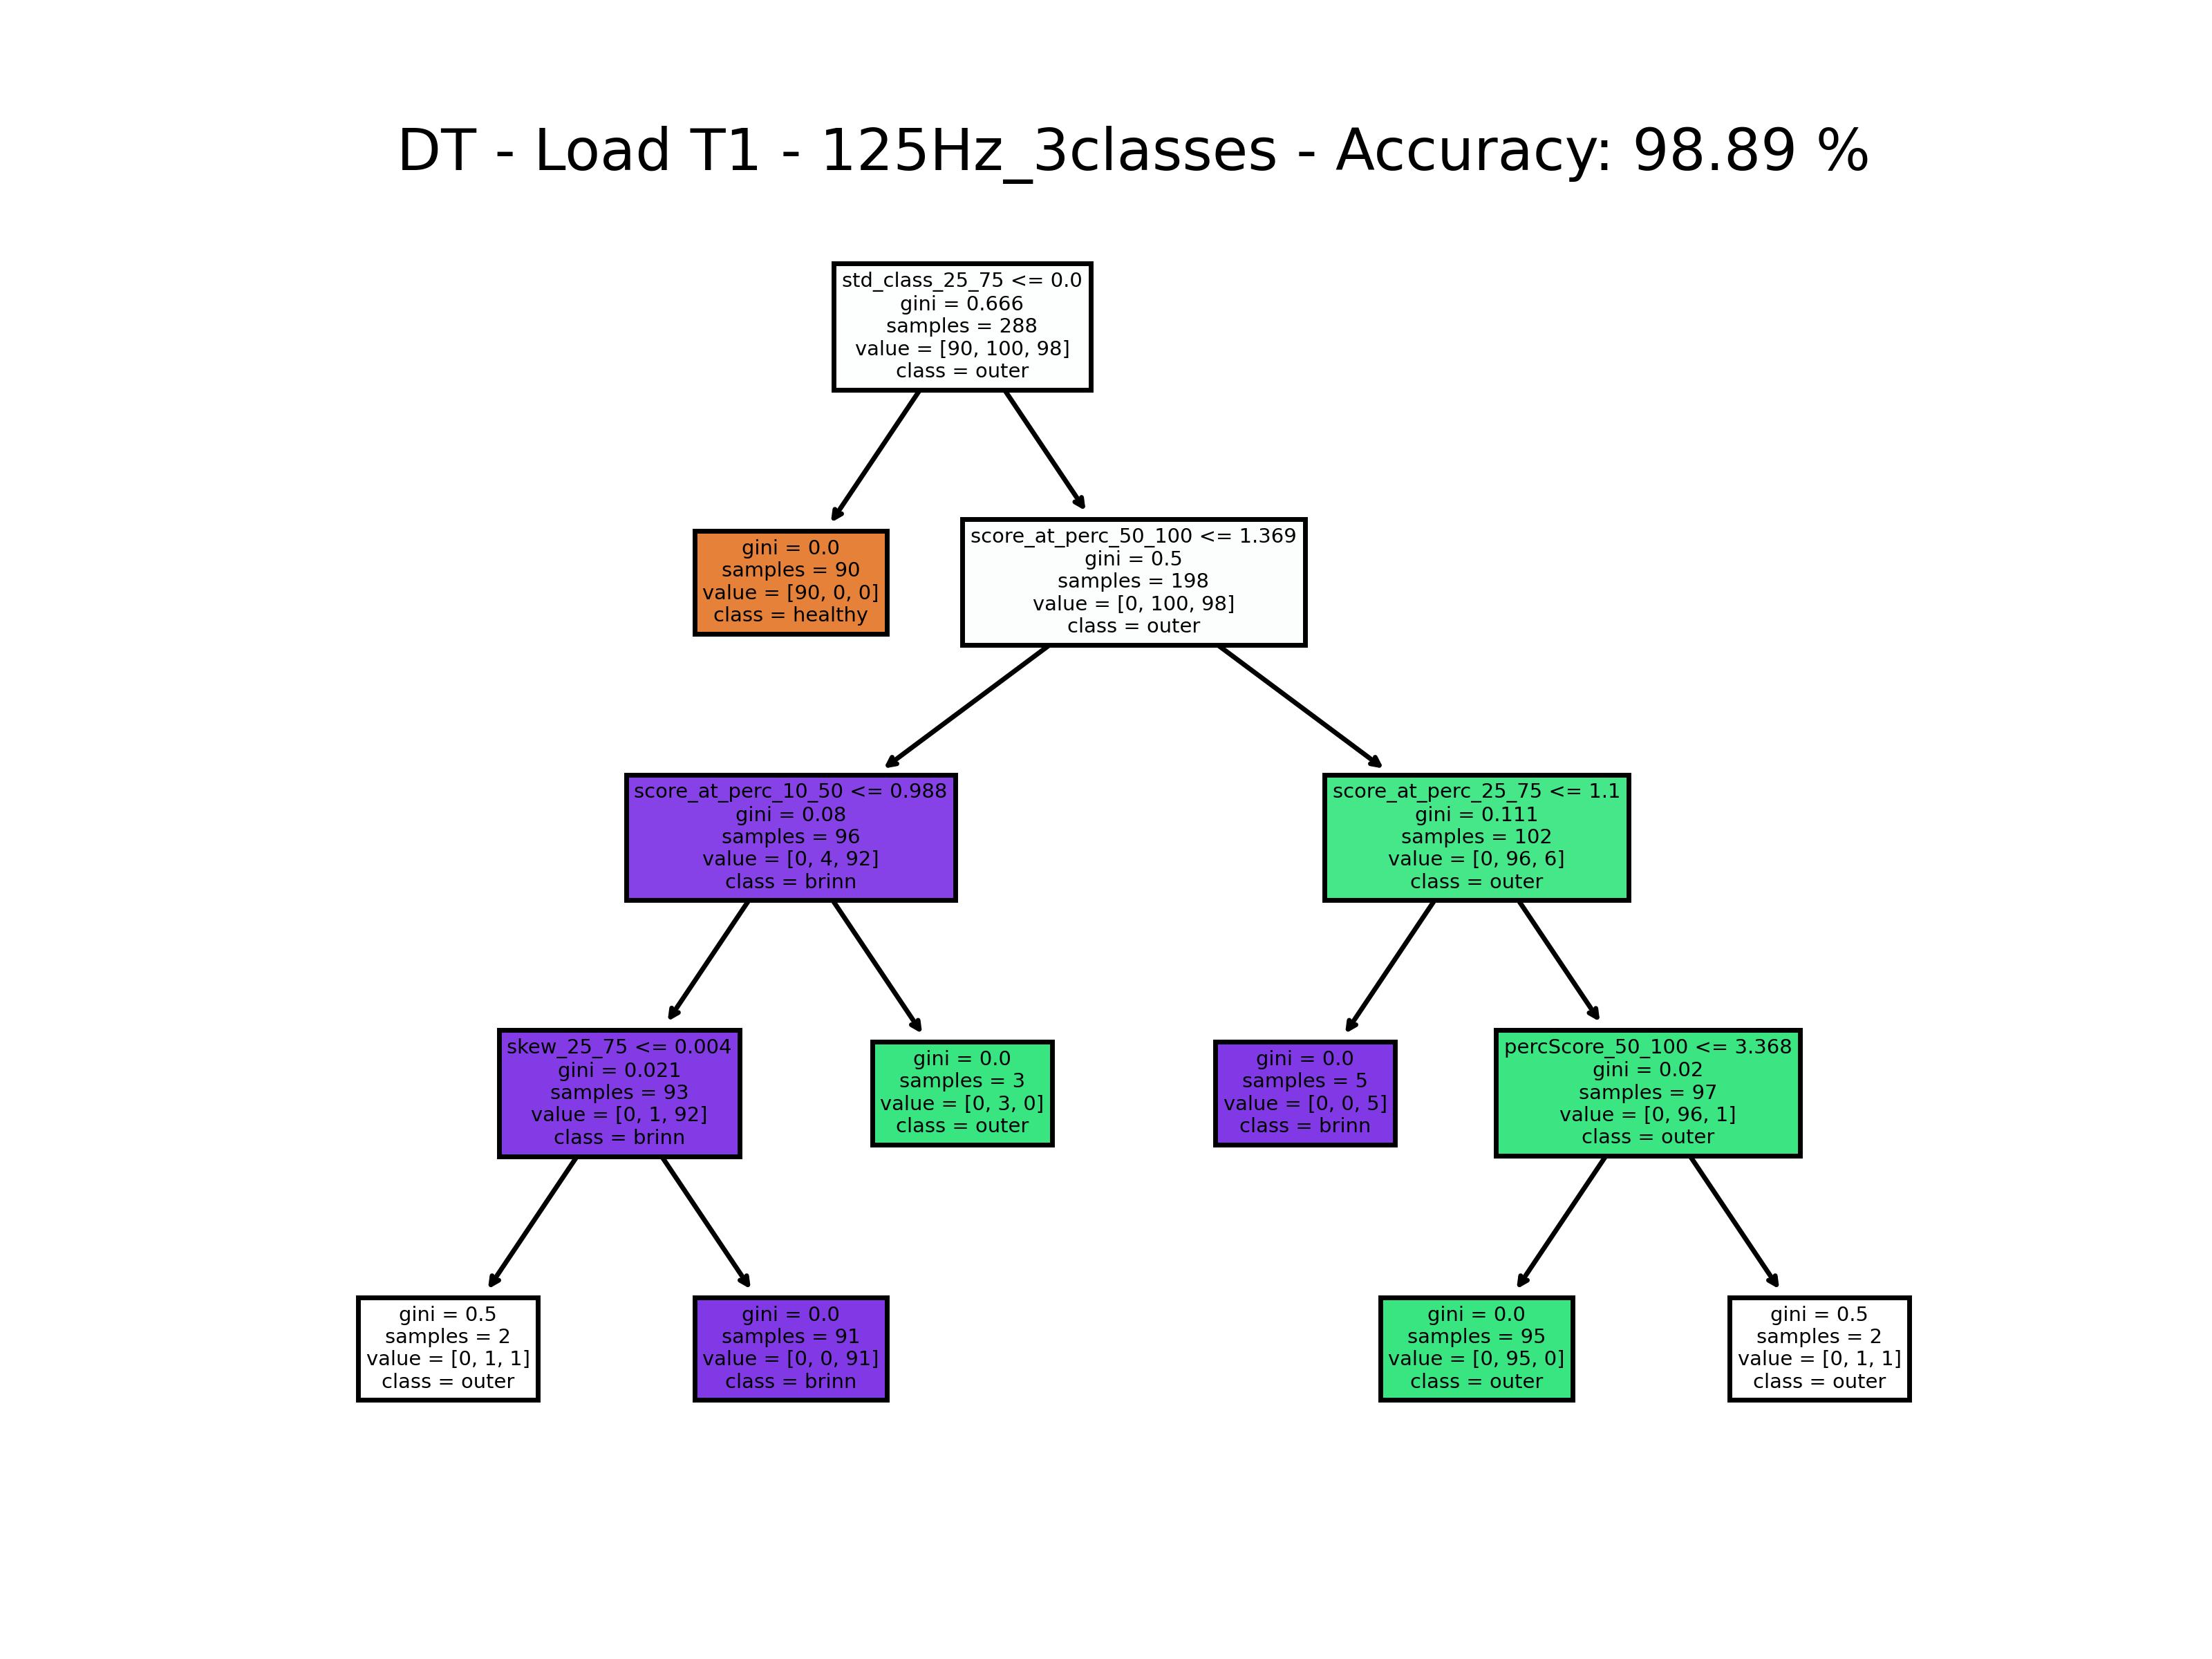 DT - Load T1 - 125Hz_3classes - Accuracy: 98.89 %
std_class_25_75 <= 0.0
gini = 0.666
samples = 288
value = [90, 100, 98]
class = outer
gini = 0.0
samples = 90
value = [90, 0, 0]
class = healthy
score_at_perc_50_100 <= 1.369
gini = 0.5
samples = 198
value = [0, 100, 98]
class = outer
score_at_perc_10_50 <= 0.988
gini = 0.08
samples = 96
value = [0, 4, 92]
class = brinn
score_at_perc_25_75 <= 1.1
gini = 0.111
samples = 102
value = [0, 96, 6]
class = outer
skew_25_75 <= 0.004
gini = 0.021
samples = 93
value = [0, 1, 92]
class = brinn
gini = 0.0
samples = 3
value = [0, 3, 0]
class = outer
gini = 0.0
samples = 5
value = [0, 0, 5]
class = brinn
percScore_50_100 <= 3.368
gini = 0.02
samples = 97
value = [0, 96, 1]
class = outer
gini = 0.5
samples = 2
value = [0, 1, 1]
class = outer
gini = 0.0
samples = 91
value = [0, 0, 91]
class = brinn
gini = 0.0
samples = 95
value = [0, 95, 0]
class = outer
gini = 0.5
samples = 2
value = [0, 1, 1]
class = outer